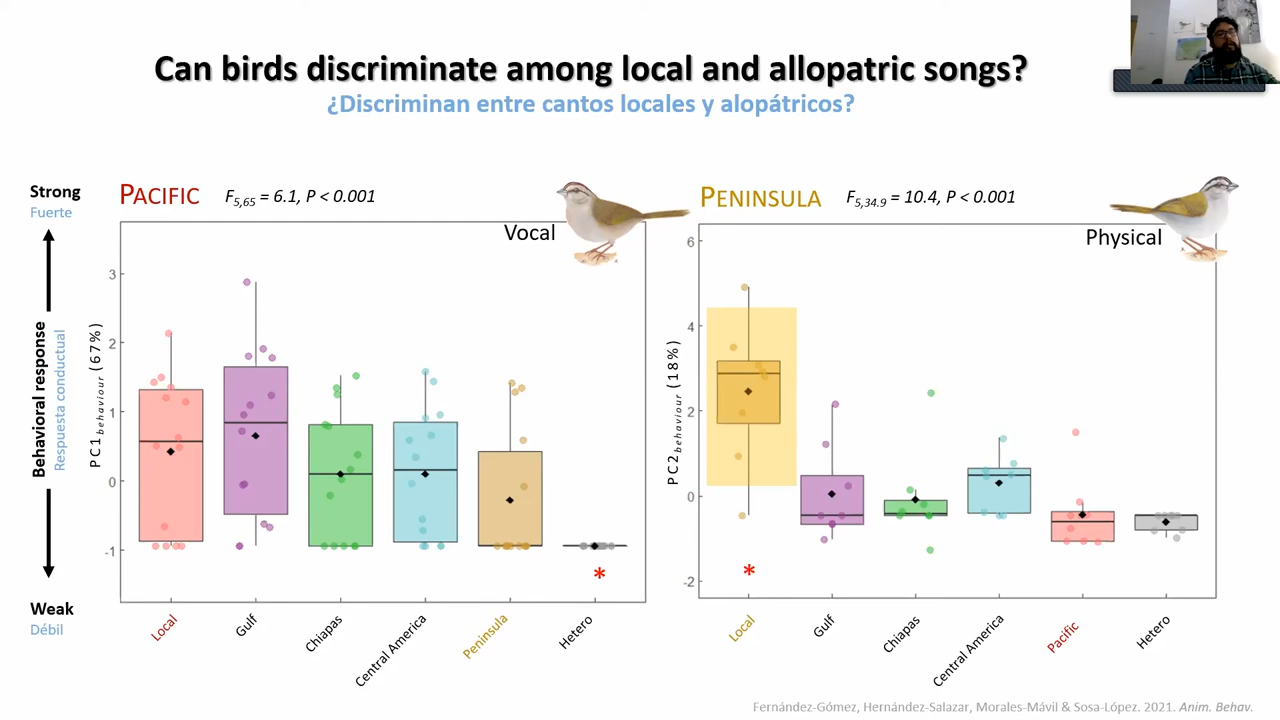 Can birds discriminate among local and allopatric songs?
¿Discriminan entre cantos locales y alopátricos?
Strong
Fuerte
Behavioral response
Respuesta conductual
Weak
Débil
PACIFIC
F5,65 = 6.1, P < 0.001
Vocal
PC1behaviour (67%)
3
2
1
0
-1
Local
Gulf
Chiapas
Central America
Peninsula
Hetero
*
PENINSULA
F5,34.9 = 10.4, P < 0.001
Physical
PC2behaviour (18%)
6
4
2
0
-2
*
Local
Gulf
Chiapas
Central America
Pacific
Hetero
Fernández-Gómez, Hernández-Salazar, Morales-Mávil & Sosa-López. 2021. Anim. Behav.